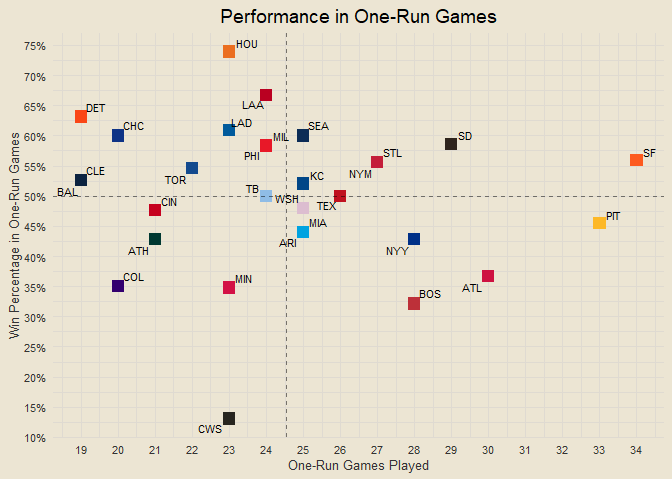 Performance in One-Run Games
Win Percentage in One-Run Games
75%
70%
65%
60%
55%
50%
45%
40%
35%
30%
25%
20%
15%
10%
HOU
LAA
DET
CHC
LAD
MIL
SEA
PHI
SD
STL
SF
CLE
TOR
KC
NYM
BAL
TB
WSH
TEX
CIN
MIA
PIT
ATH
ARI
NYY
COL
MIN
BOS
ATL
CWS
19 20 21 22 23 24 25 26 27 28 29 30 31 32 33 34
One-Run Games Played